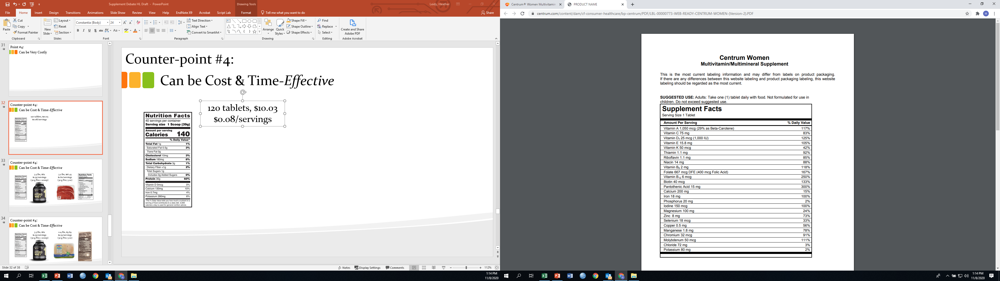 Supplement Debate HL Draft - PowerPoint
Drawing Tools
Leidy, Heather
File Home Insert Design Transitions Animations Slide Show Review View Help EndNote X9 Acrobat Script Lab Format Tell me what you want to do
Share
Paste
Cut
Copy
Format Painter
Clipboard
New Slide
Layout
Reset
Section
Slides
Constantia (Body) 24
Font
Text Direction
Align Text
Convert to SmartArt
Paragraph
Arrange
Quick Styles
Shape Fill
Shape Outline
Shape Effects
Drawing
Find
Replace
Select
Editing
Create and Share Adobe PDF
Adobe Acrobat
31
Point #4:
Can be Very Costly
32
Counter-point #4:
Can be Cost & Time-Effective
120 tablets, $10.03
$0.08/servings
33
Counter-point #4:
Can be Cost & Time-Effective
3.5 lbs, $62
$1.55/servings
(30 g Pro; 1 scoop)
3.2 lbs, $16.45
$1.60/servings
(30 g Pro; 5 oz)
Nutrition Facts
HYDRO
WHEY
34
Counter-point #4:
Can be Cost & Time-Effective
3.5 lbs, $62
$1.55/servings
(30 g Pro; 1 scoop)
1.14 lbs, $5.69
$1.55/servings
(30 g Pro; 5 oz)
HYDRO
WHEY
Counter-point #4:
Can be Cost & Time-Effective
120 tablets, $10.03
$0.08/servings
Nutrition Facts
40 servings per container
Serving size 1 Scoop (39g)
Amount per serving
Calories 140
% Daily Value*
Total Fat 1g 1%
Saturated Fat 0.5g 3%
Trans Fat 0g
Cholesterol 10mg 3%
Sodium 180mg 8%
Total Carbohydrate 3g 1%
Dietary Fiber <1g 2%
Total Sugars 1g
Includes 0g Added Sugars 0%
Protein 30g 60%
Vitamin D 0mcg 0%
Calcium 130mg 10%
Iron 0.7mg 4%
Potassium 280mg 6%
*The % Daily Value tells you how much a nutrient in a
serving of food contributes to a daily diet. 2,000
calories a day is used for general nutrition advice.
Slide 32 of 38
Notes Display Settings Comments 112%
1:14 PM
11/8/2020
Centrum® Women Multivitamin
PRODUCT NAME
centrum.com/content/dam/cf-consumer-healthcare/bp-centrum/PDF/LBL-00000773-WEB-READY-CENTRUM-WOMEN-(Version-2).PDF
H
Centrum Women
Multivitamin/Multimineral Supplement
This is the most current labeling information and may differ from labels on product packaging.
If there are any differences between this website labeling and product packaging labeling, this website
labeling should be regarded as the most current.
SUGGESTED USE: Adults: Take one (1) tablet daily with food. Not formulated for use in
children. Do not exceed suggested use.
Supplement Facts
Serving Size 1 Tablet
Amount Per Serving % Daily Value
Vitamin A 1,050 mcg (29% as Beta-Carotene) 117%
Vitamin C 75 mg 83%
Vitamin D₃ 25 mcg (1,000 IU) 125%
Vitamin E 15.8 mg 105%
Vitamin K 50 mcg 42%
Thiamin 1.1 mg 92%
Riboflavin 1.1 mg 85%
Niacin 14 mg 88%
Vitamin B₆ 2 mg 118%
Folate 667 mcg DFE (400 mcg Folic Acid) 167%
Vitamin B₁₂ 6 mcg 250%
Biotin 40 mcg 133%
Pantothenic Acid 15 mg 300%
Calcium 200 mg 15%
Iron 18 mg 100%
Phosphorus 20 mg 2%
Iodine 150 mcg 100%
Magnesium 100 mg 24%
Zinc 8 mg 73%
Selenium 18 mcg 33%
Copper 0.5 mg 56%
Manganese 1.8 mg 78%
Chromium 32 mcg 91%
Molybdenum 50 mcg 111%
Chloride 72 mg 3%
Potassium 80 mg 2%
1:14 PM
11/8/2020